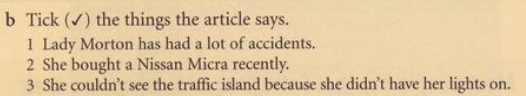 b Tick (✓) the things the article says.
1 Lady Morton has had a lot of accidents.
2 She bought a Nissan Micra recently.
3 She couldn't see the traffic island because she didn't have her lights on.